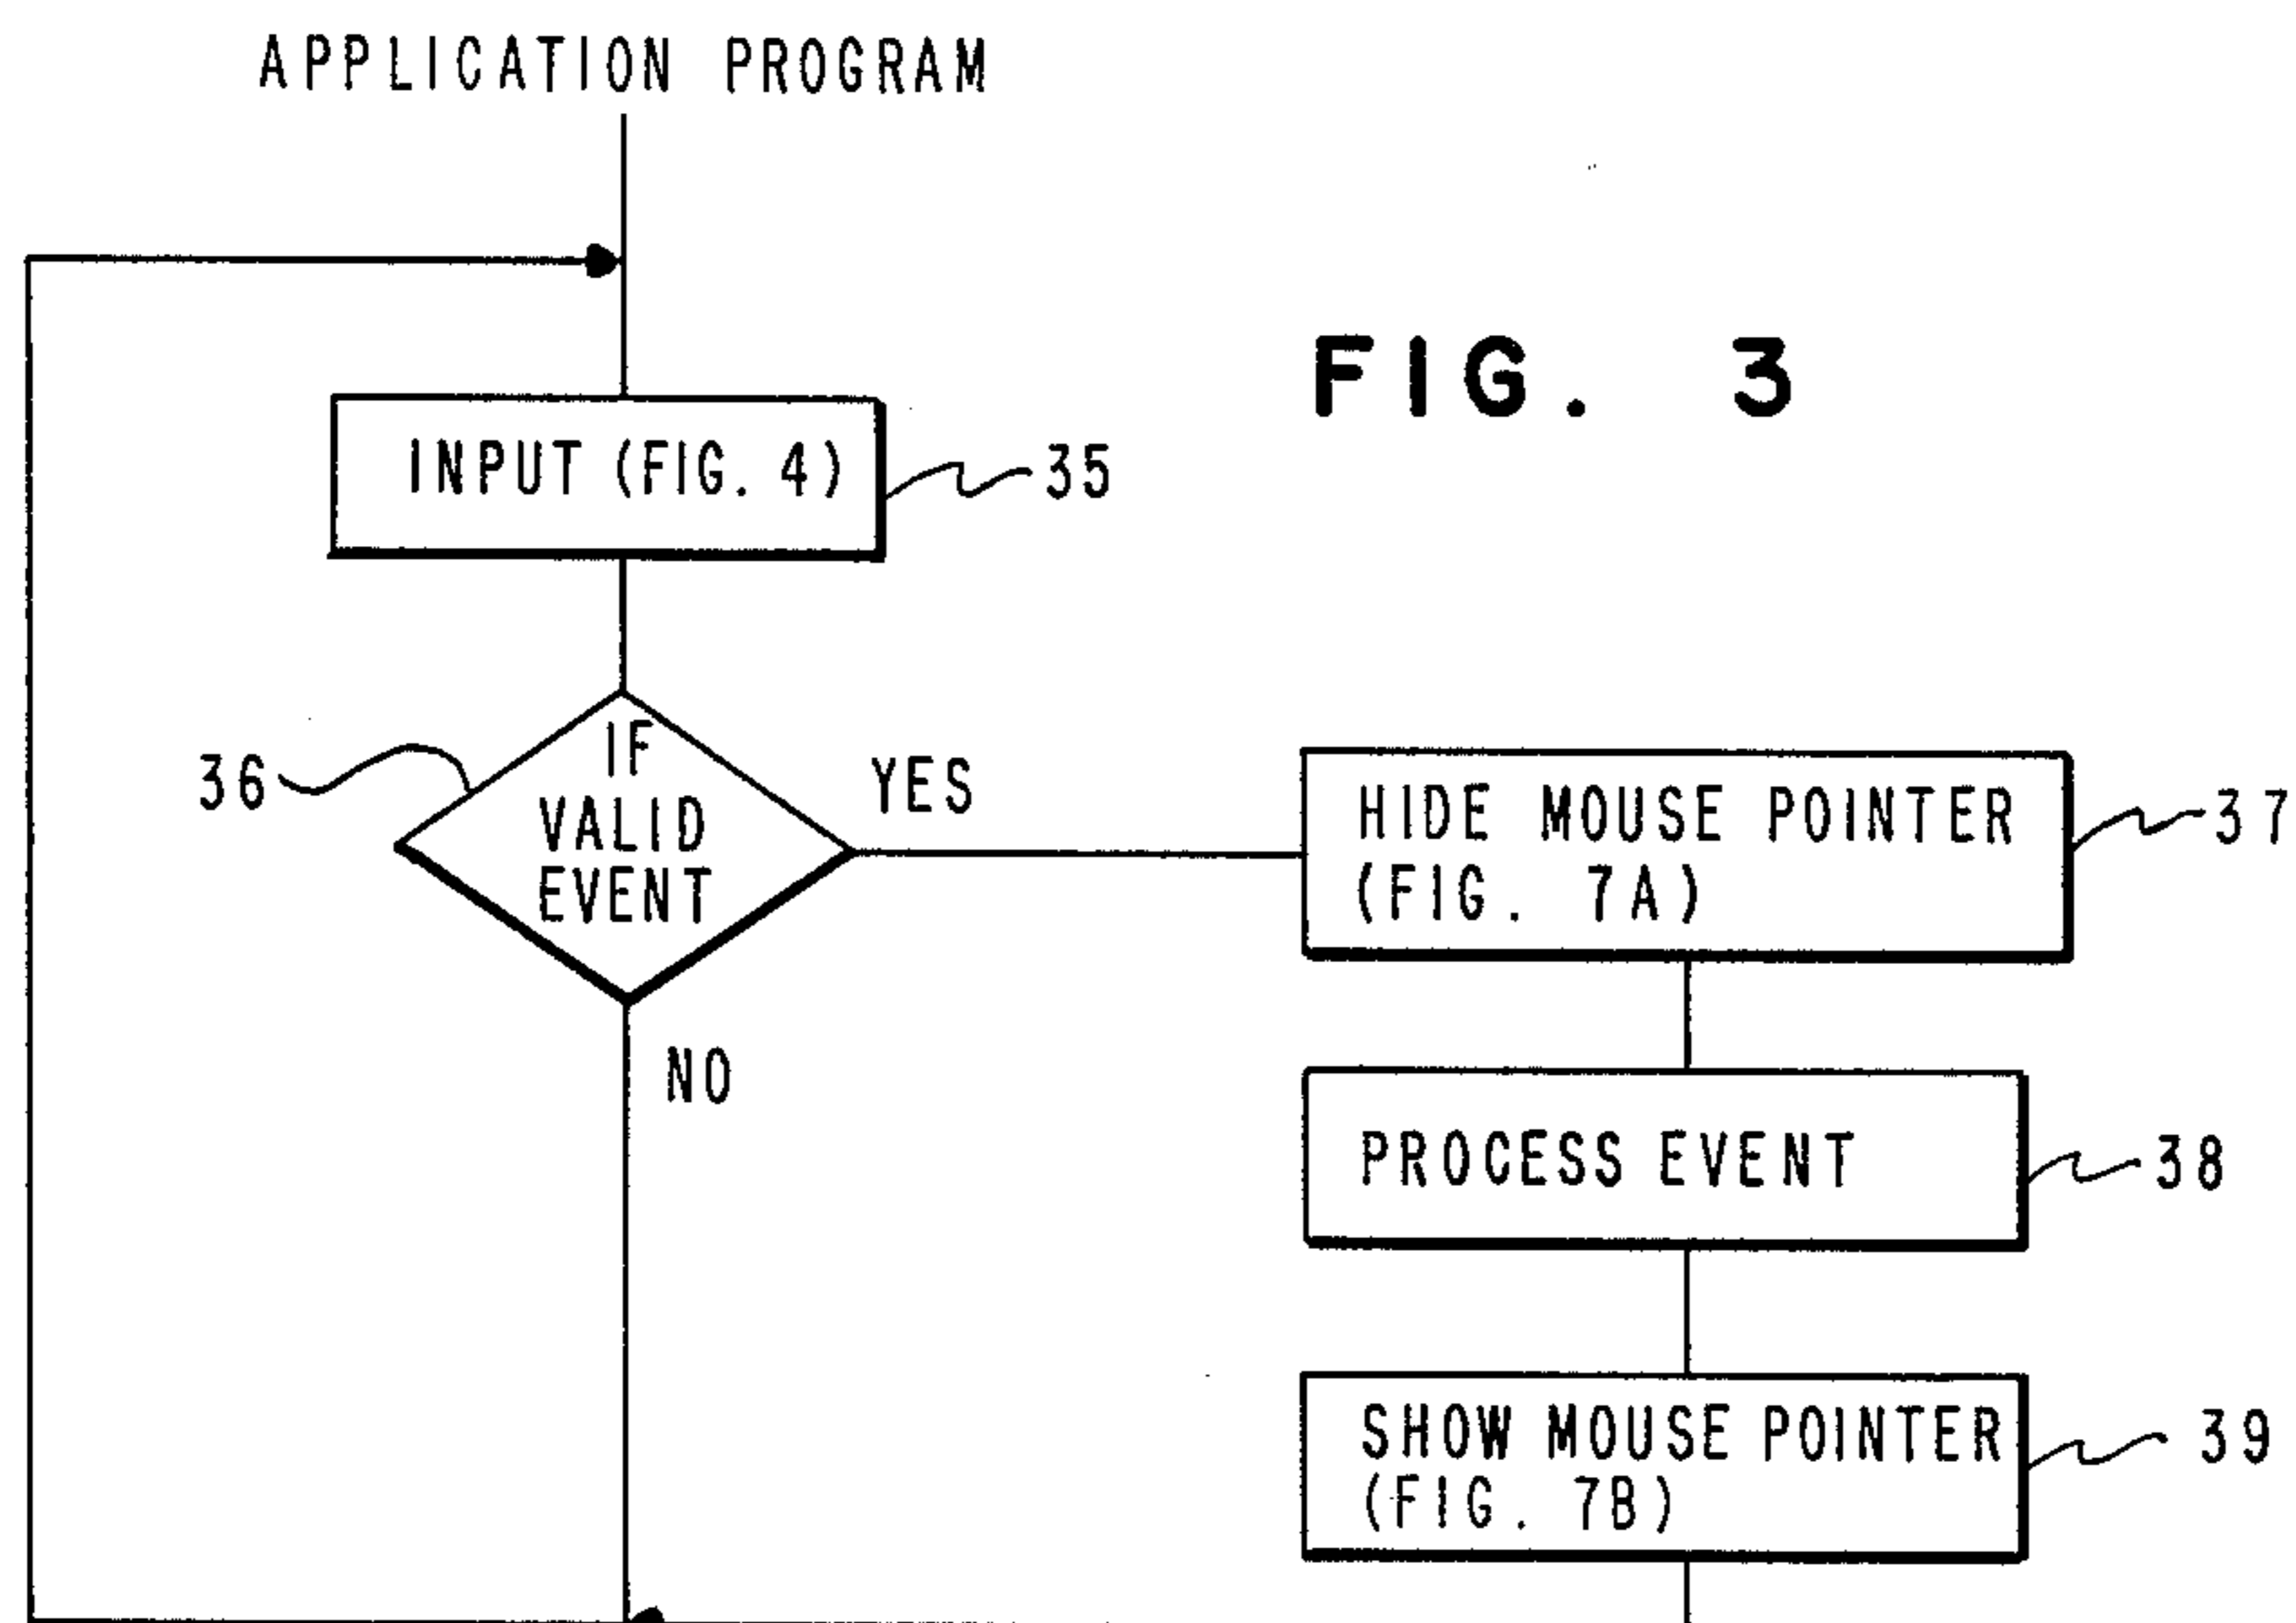 APPLICATION PROGRAM
FIG. 3
INPUT (FIG. 4)
35
IF
VALID
EVENT
36
YES
NO
HIDE MOUSE POINTER
(FIG. 7A)
37
PROCESS EVENT
38
SHOW MOUSE POINTER
(FIG. 7B)
39